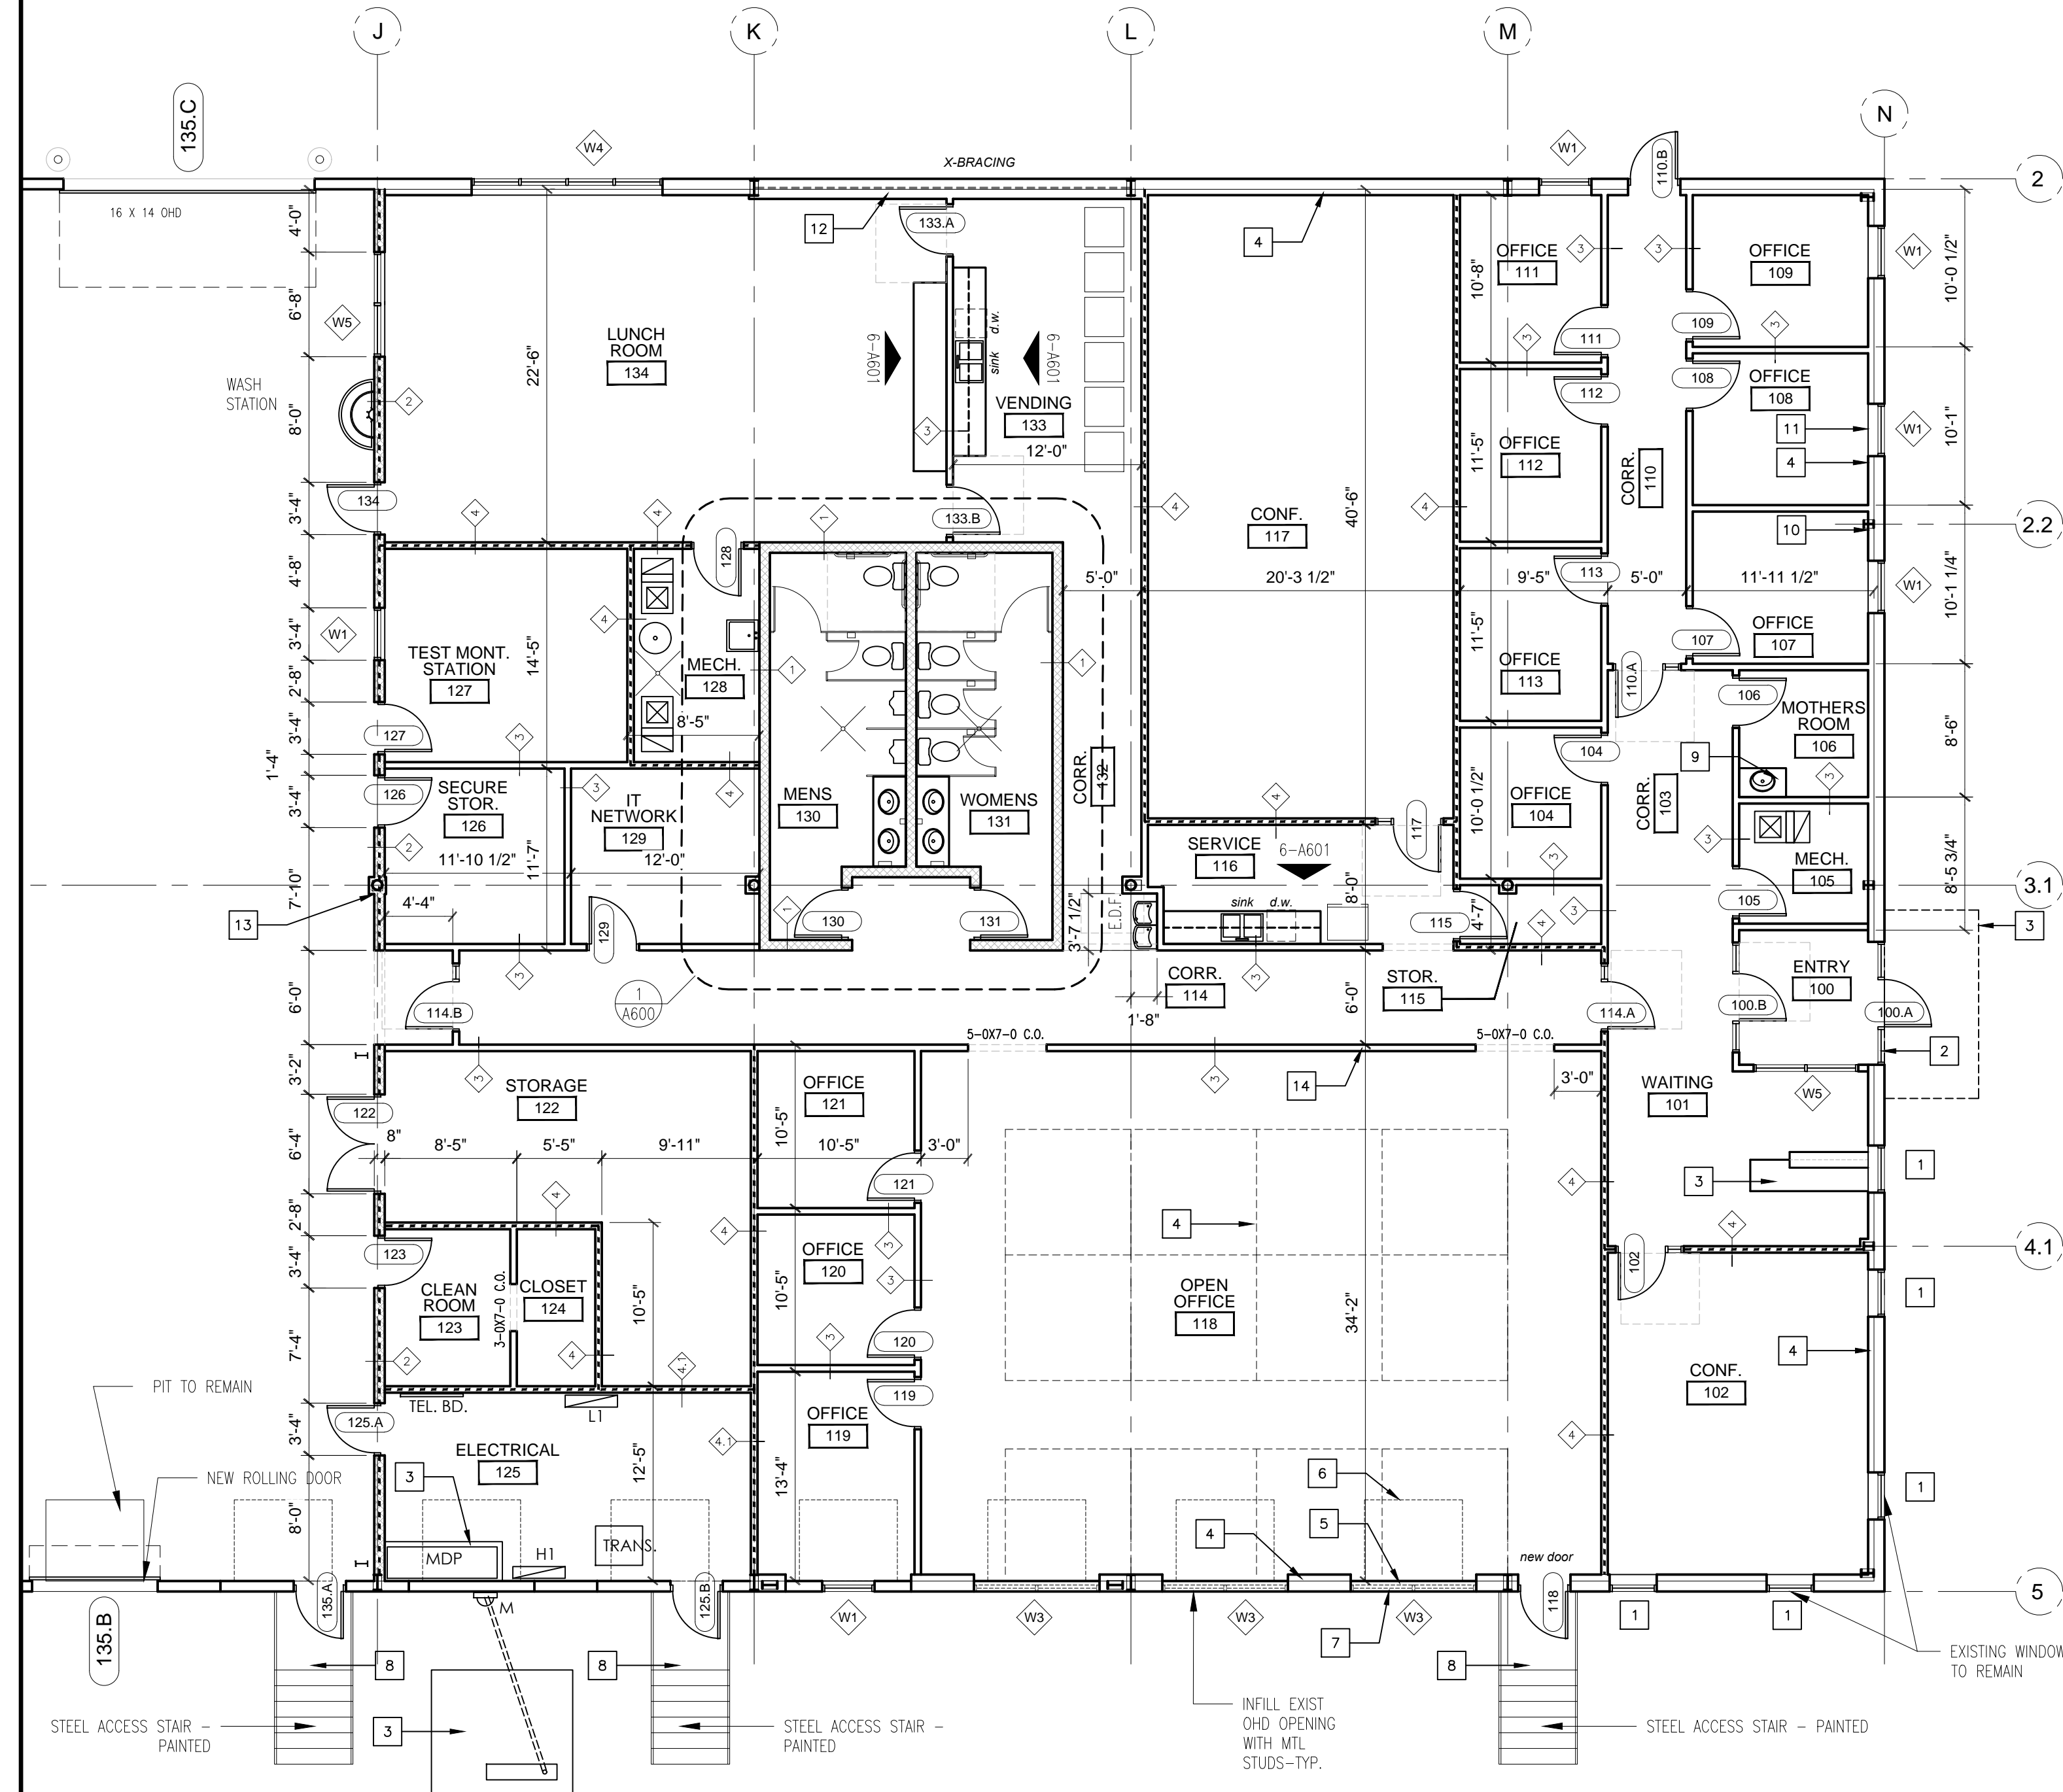 J
K
L
M
N
135.C
W4
X-BRACING
W1
110.B
2
16 X 14 OHD
4'-0"
12
133.A
4
3
OFFICE
111
10'-8"
3
OFFICE
109
W1
10'-0 1/2"
6'-8"
W5
LUNCH
ROOM
134
22'-6"
6-A601
sink
d.w.
6-A601
3
111
109
3
WASH
STATION
2
8'-0"
VENDING
133
3
12'-0"
112
108
OFFICE
108
11
4
W1
10'-1"
OFFICE
112
11'-5"
CORR.
110
134
3'-4"
4
4
1
133.B
4
CONF.
117
40'-6"
4
10
2.2
128
4'-8"
5'-0"
20'-3 1/2"
9'-5"
113
5'-0"
11'-11 1/2"
W1
10'-1 1/4"
3'-4"
W1
4
TEST MONT.
STATION
127
14'-5"
MECH.
128
8'-5"
1
1
11'-5"
OFFICE
113
107
OFFICE
107
110.A
2'-8"
127
3'-4"
3
106
MOTHERS
ROOM
106
8'-6"
1'-4"
104
9
3
126
3'-4"
SECURE
STOR.
126
3
IT
NETWORK
129
4
MENS
130
WOMENS
131
CORR.
132
4
117
10'-0 1/2"
OFFICE
104
CORR.
103
2
11'-10 1/2"
11'-7"
12'-0"
SERVICE
116
6-A601
8'-0"
3
3
MECH.
105
8'-5 3/4"
3.1
7'-10"
13
4'-4"
129
1
130
131
3'-7 1/2"
E.D.F.
sink
d.w.
115
4'-7"
4
3
105
3
3
1
A600
CORR.
114
3
STOR.
115
ENTRY
100
6'-0"
114.B
1'-8"
6'-0"
114.A
100.B
100.A
5-0X7-0 C.O.
5-0X7-0 C.O.
2
3'-2"
3
STORAGE
122
OFFICE
121
3
14
3'-0"
WAITING
101
W5
122
6'-4"
8"
8'-5"
5'-5"
9'-11"
10'-5"
10'-5"
3'-0"
1
121
4
4
3
2'-8"
4
4
3
4
123
3'-4"
OFFICE
120
10'-5"
3
102
4.1
CLEAN
ROOM
123
3-0X7-0 C.O.
CLOSET
124
10'-5"
OPEN
OFFICE
118
34'-2"
1
7'-4"
2
4
3
120
4
CONF.
102
4.1
PIT TO REMAIN
TEL. BD.
L1
119
OFFICE
119
3'-4"
125.A
4.1
4
ELECTRICAL
125
12'-5"
13'-4"
NEW ROLLING DOOR
3
6
1
8'-0"
5
4
MDP
H1
TRANS.
new door
135.A
125.B
118
5
135.B
M
W1
W3
W3
W3
7
1
1
8
8
8
EXISTING WINDOW
TO REMAIN
INFILL EXIST
OHD OPENING
WITH MTL
STUDS-TYP.
STEEL ACCESS STAIR –
PAINTED
3
STEEL ACCESS STAIR –
PAINTED
STEEL ACCESS STAIR – PAINTED